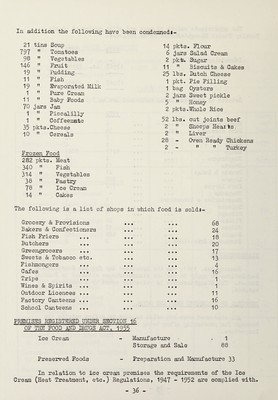 In addition the following have been condemned:-
21 tins Soup
797 " Tomatoes
98 " Vegetables
146 " Fruit
19 " Pudding
11 " Fish
19 " Evaporated Milk
1 " Pure Cream
11 " Baby Foods
70 jars Jam
1 " Piccalilly
1 " Coffeemate
35 pkts. Cheese
10 " Cereals
14 pkts. Flour
6 jars Salad Cream
2 pkt. Sugar
11 " Biscuits & Cakes
25 lbs. Dutch Cheese
1 pkt. Pie Filling
1 bag Oysters
2 jars Sweet pickle
5 " Honey
2 pkts. Whole Rice
52 lbs. cut joints beef
2 " Sheeps Hearts
2 " Liver
28 - Oven Ready Chickens
2 - " " Turkey
Frozen Food
282 pkts. Meat
340 " Fish
314 " Vegetables
38 " Pastry
78 " Ice Cream
14 " Cakes
The following is a list of shops in which food is sold:-
Grocery & Provisions ... ... ... 68
Bakers & Confectioners ... ... ... 24
Fish Friers ... ... ... 18
Butchers ... ... ... 20
Greengrocers ... ... ... 17
Sweets & Tobacco etc. ... ... ... 13
Fishmongers ... ... ... 4
Cafes ... ... ... 16
Tripe ... ... ... 1
Wines & Spirits ... ... ... 1
Outdoor Licences ... ... ... 11
Factory Canteens ... ... ... 16
School Canteens ... ... ... 10
PREMISES REGISTERED UNDER SECTION 16
OF THE FOOD AND DRUGS ACT, 1955
Ice Cream - Manufacture - 1
Storage and Sale 88
Preserved Foods - Preparation and Manufacture 33
In relation to ice cream premises the requirements of the Ice
Cream (Heat Treatment, etc.) Regulations, 1947 - 1952 are complied with.
- 36 -